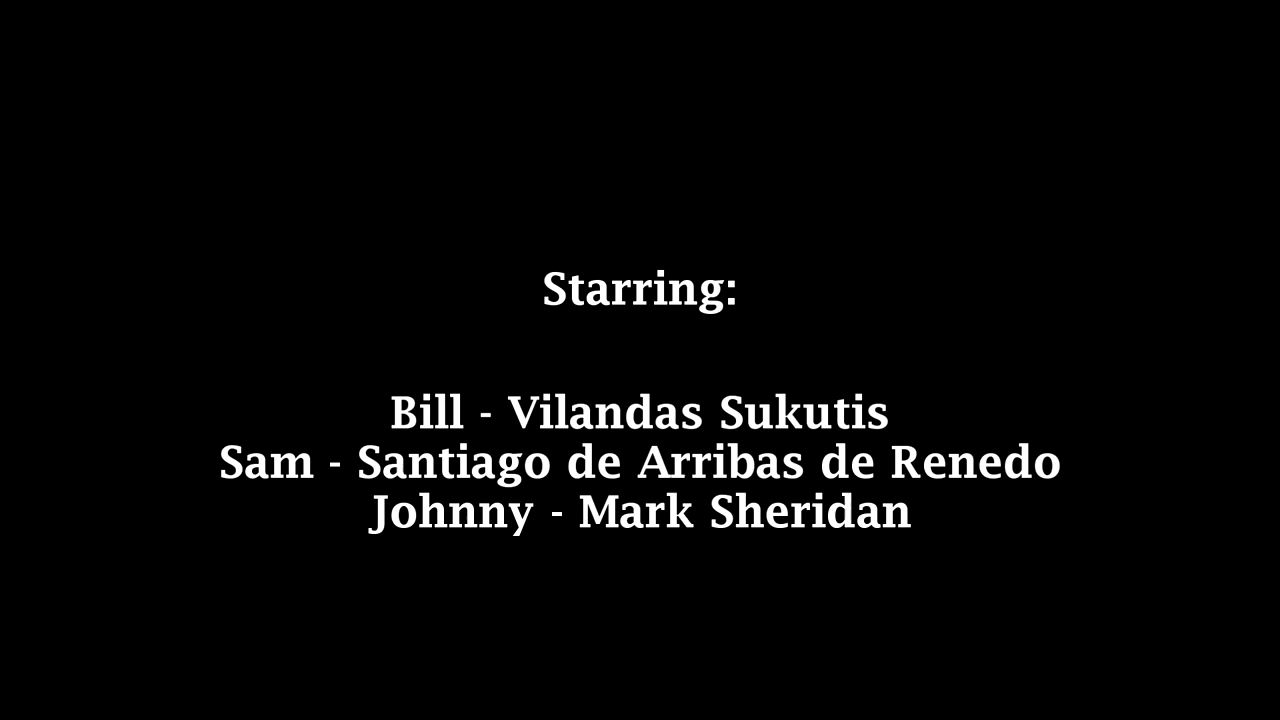 Starring:
Bill - Vilandas Sukutis
Sam - Santiago de Arribas de Renedo
Johnny - Mark Sheridan